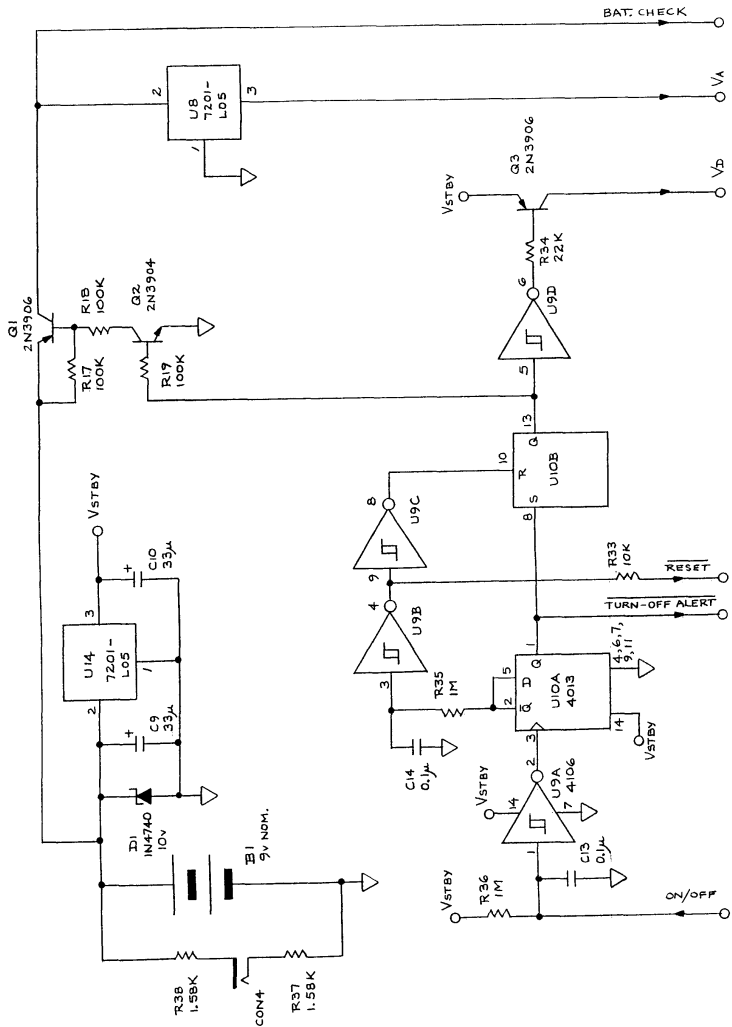 BAT. CHECK
2
U8
7201-
L05
3
1
VA
Q1
2N3906
R18
100K
R17
100K
Q2
2N3904
R19
100K
Q3
2N3906
VSTBY
R34
22K
VD
6
U9D
5
VSTBY
3
C10
33µ
+
U14
7201-
L05
1
2
C9
33µ
+
D1
1N4740
10V
B1
9V NOM.
R38
1.58K
CON4
R37
1.58K
13
Q
10
R
U10B
S
8
8
U9C
9
4
U9B
3
R35
1M
C14
0.1µ
R33
10K
RESET
TURN-OFF ALERT
1
Q
5
D
2
Q
U10A
4013
4,6,7,
9,11
14
VSTBY
3
2
U9A
4106
VSTBY
14
7
1
C13
0.1µ
VSTBY
R36
1M
ON/OFF